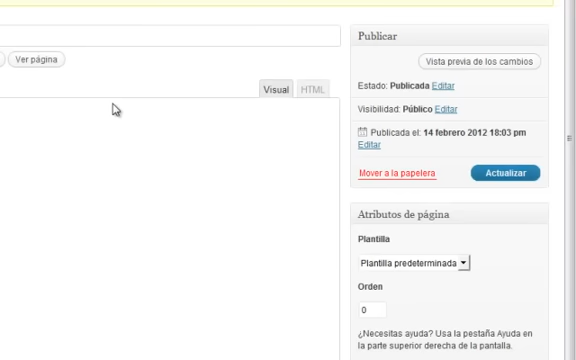 Publicar
Ver página
Vista previa de los cambios
Visual
HTML
Estado: Publicada Editar
Visibilidad: Público Editar
Publicada el: 14 febrero 2012 18:03 pm
Editar
Mover a la papelera
Actualizar
Atributos de página
Plantilla
Plantilla predeterminada
Orden
0
¿Necesitas ayuda? Usa la pestaña Ayuda en
la parte superior derecha de la pantalla.